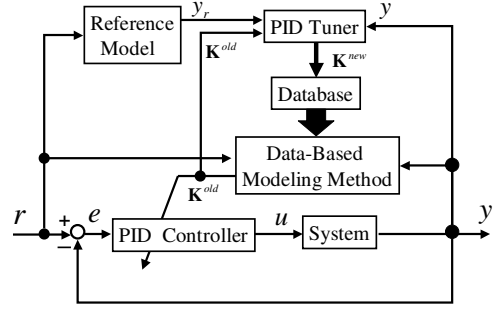 Reference
Model
y_r
PID Tuner
y
K^old
K^new
Database
Data-Based
Modeling Method
K^old
r
+
−
e
PID Controller
u
System
y